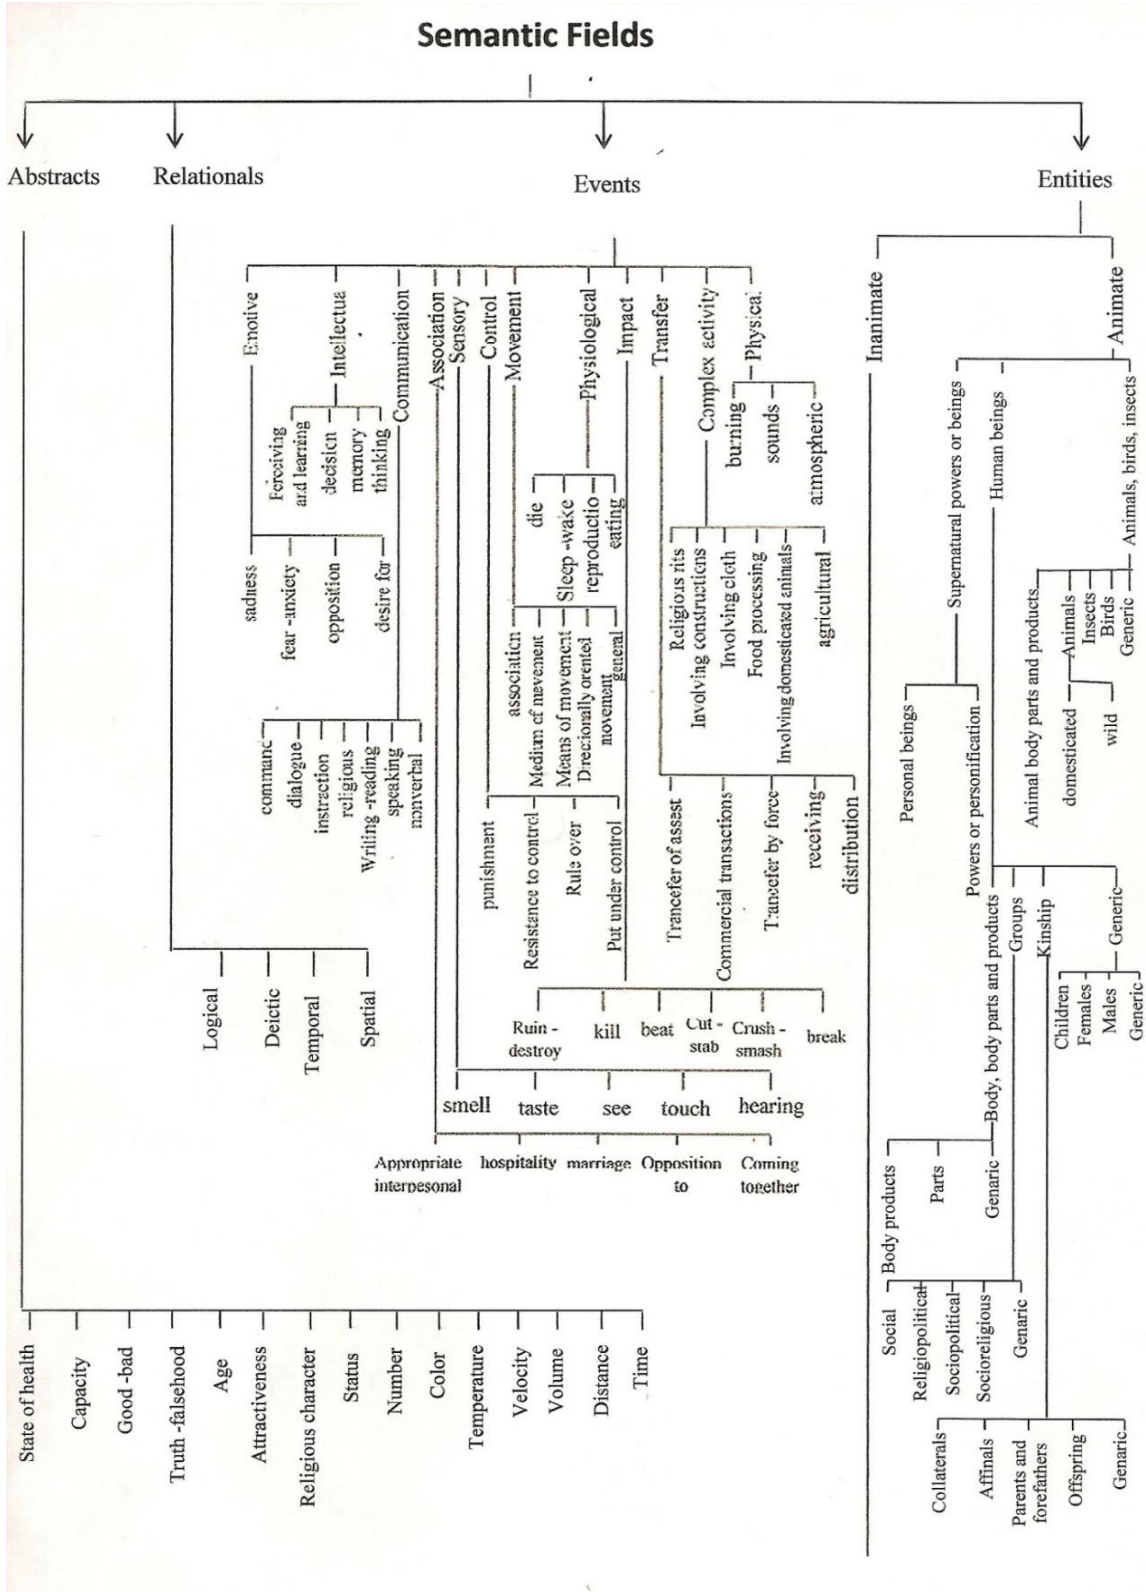 Semantic Fields
Abstracts
Relationals
Events
Entities
Emotive
Intellectua
Communication
Association
Sensory
Control
Movement
Physiological
Impact
Transfer
Complex activity
Physical
Inanimate
Animate
Perceiving
and learning
decision
memory
thinking
burning
sounds
atmospheric
Supernatural powers or beings
Human beings
Animals, birds, insects
die
Sleep -wake
reproductio
eating
sadness
fear -anxiety
opposition
desire for
Religious rits
Involving constructions
Involving cloth
Food processing
Involving domesticated animals
agricultural
association
Medium of mevement
Means of movement
Direcionally orented
movement
general
Personal beings
Powers or personification
Animal body parts and products
Animals
Insects
Birds
Generic
domesticated
wild
command
dialogue
instraction
religious
Writing -reading
speaking
nonverbal
punishment
Resistance to control
Rule over
Put under control
Trancefer of assest
Commercial transactions
Trancefer by force
receiving
distribution
Body, body parts and products
Groups
Kinship
Generic
Children
Females
Males
Generic
Logical
Deictic
Temporal
Spatial
Ruin -
destroy
kill
beat
Cut -
stab
Crush -
smash
break
smell
taste
see
touch
hearing
Appropriate
interpesonal
hospitality
marriage
Opposition
to
Coming
together
Body products
Parts
Genaric
Social
Religiopolitical
Sociopolitical
Socioreligious
Genaric
State of health
Capacity
Good -bad
Truth -falsehood
Age
Attractiveness
Religious character
Status
Number
Color
Temperature
Velocity
Volume
Distance
Time
Collaterals
Affinals
Parents and
forefathers
Offspring
Genaric